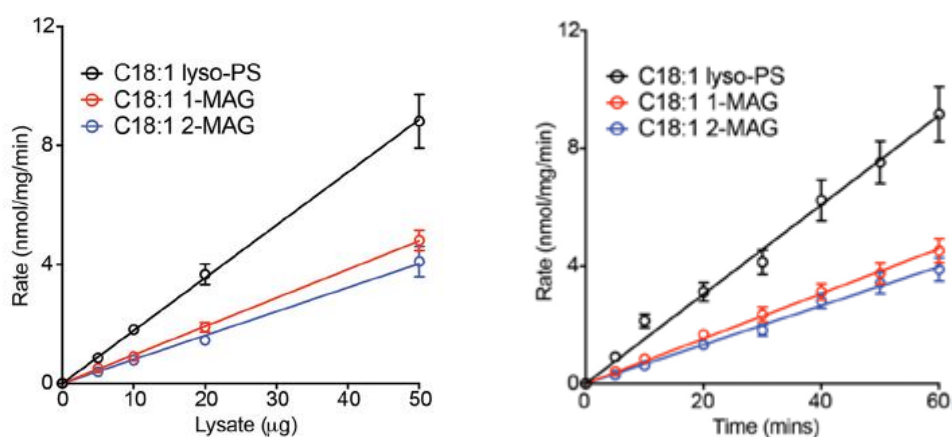 12
8
4
0
Rate (nmol/mg/min)
C18:1 lyso-PS
C18:1 1-MAG
C18:1 2-MAG
0 10 20 30 40 50
Lysate (µg)
12
8
4
0
Rate (nmol/mg/min)
C18:1 lyso-PS
C18:1 1-MAG
C18:1 2-MAG
0 20 40 60
Time (mins)